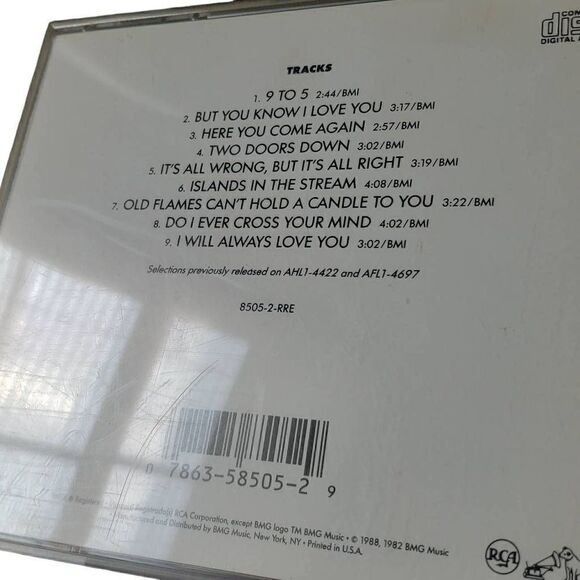 COM
dis
DIGITAL A
TRACKS
1. 9 TO 5 2:44/BMI
2. BUT YOU KNOW I LOVE YOU 3:17/BMI
3. HERE YOU COME AGAIN 2:57/BMI
4. TWO DOORS DOWN 3:02/BMI
5. IT'S ALL WRONG, BUT IT'S ALL RIGHT 3:19/BMI
6. ISLANDS IN THE STREAM 4:08/BMI
7. OLD FLAMES CAN'T HOLD A CANDLE TO YOU 3:22/BMI
8. DO I EVER CROSS YOUR MIND 4:02/BMI
9. I WILL ALWAYS LOVE YOU 3:02/BMI
Selections previously released on AHL1-4422 and AFL1-4697
8505-2-RRE
0 7863-58505-2 9
Registrada(s) RCA Corporation, except BMG logo TM BMG Music • © 1988, 1982 BMG Music
Manufactured and Distributed by BMG Music, New York, NY • Printed in U.S.A.
RCA